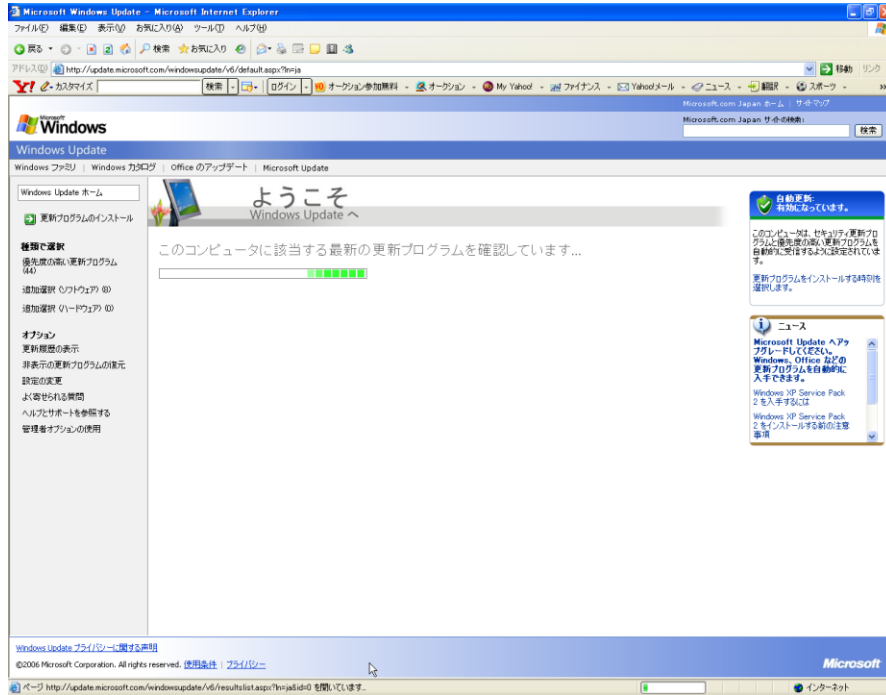 Microsoft Windows Update - Microsoft Internet Explorer
ファイル(F) 編集(E) 表示(V) お気に入り(A) ツール(T) ヘルプ(H)
戻る 検索 お気に入り
アドレス(D) http://update.microsoft.com/windowsupdate/v6/default.aspx?ln=ja 移動 リンク
Y! カスタマイズ 検索 ログイン オークション参加無料 オークション My Yahoo! ファイナンス Yahoo!メール ニュース 翻訳 スポーツ »
Microsoft.com Japan ホーム | サイトマップ
Microsoft Windows
Microsoft.com Japan サイトの検索:
検索
Windows Update
Windows ファミリ | Windows カタログ | Office のアップデート | Microsoft Update
Windows Update ホーム
更新プログラムのインストール
種類で選択
優先度の高い更新プログラム
(44)
追加選択 (ソフトウェア) (8)
追加選択 (ハードウェア) (0)
オプション
更新履歴の表示
非表示の更新プログラムの復元
設定の変更
よく寄せられる質問
ヘルプとサポートを参照する
管理者オプションの使用
ようこそ
Windows Update へ
このコンピュータに該当する最新の更新プログラムを確認しています...
自動更新:
有効になっています。
このコンピュータは、セキュリティ更新プロ
グラムと優先度の高い更新プログラムを
自動的に受信するように設定されていま
す。
更新プログラムをインストールする時刻を
選択します。
ニュース
Microsoft Update へアッ
プグレードしてください。
Windows、Office などの
更新プログラムを自動的に
入手できます。
Windows XP Service Pack
2 を入手するには
Windows XP Service Pack
2 をインストールする前の注意
事項
Windows Update プライバシーに関する声明
©2006 Microsoft Corporation. All rights reserved. 使用条件 | プライバシー
Microsoft
ページ http://update.microsoft.com/windowsupdate/v6/resultslist.aspx?ln=ja&id=0 を開いています...
インターネット